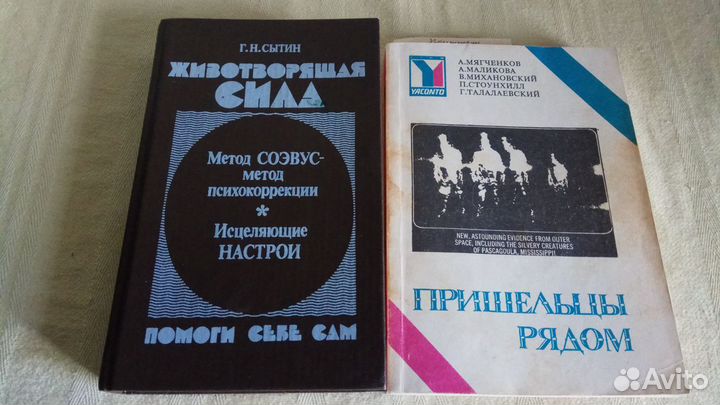 Г.Н.СЫТИН
ЖИВОТВОРЯЩАЯ
СИЛА
Метод СОЭВУС-
метод
психокоррекции
*
Исцеляющие
НАСТРОИ
ПОМОГИ СЕБЕ САМ
YACONTO
А.МЯГЧЕНКОВ
А.МАЛИКОВА
В.МИХАНОВСКИЙ
П.СТОУНХИЛЛ
Г.ТАЛАЛАЕВСКИЙ
NEW, ASTOUNDING EVIDENCE FROM OUTER
SPACE, INCLUDING THE SILVERY CREATURES
OF PASCAGOULA, MISSISSIPPI!
ПРИШЕЛЬЦЫ
РЯДОМ
Avito